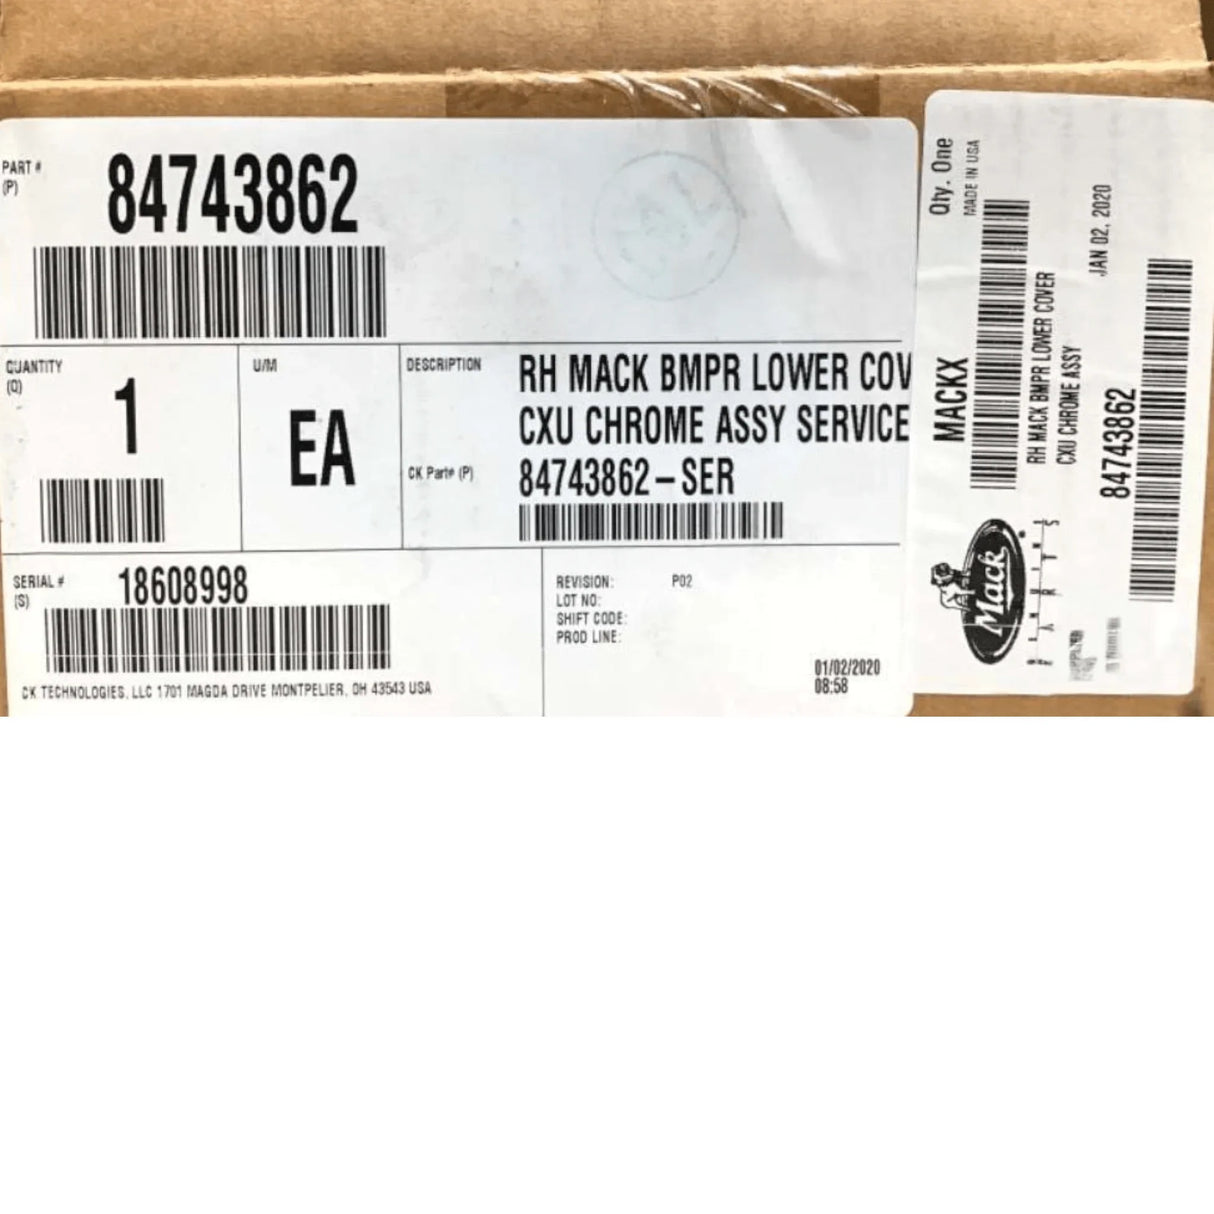 PART #
(P)
84743862
QUANTITY
(Q)
1
U/M
EA
DESCRIPTION
RH MACK BMPR LOWER COV
CXU CHROME ASSY SERVICE
CK Part# (P)
84743862-SER
SERIAL #
(S)
18608998
CK TECHNOLOGIES, LLC 1701 MAGDA DRIVE MONTPELIER, OH 43543 USA
REVISION: P02
LOT NO:
SHIFT CODE:
PROD LINE:
01/02/2020
08:58
MACKX
Qty. One
MADE IN USA
RH MACK BMPR LOWER COVER
CXU CHROME ASSY
JAN 02, 2020
84743862
Mack